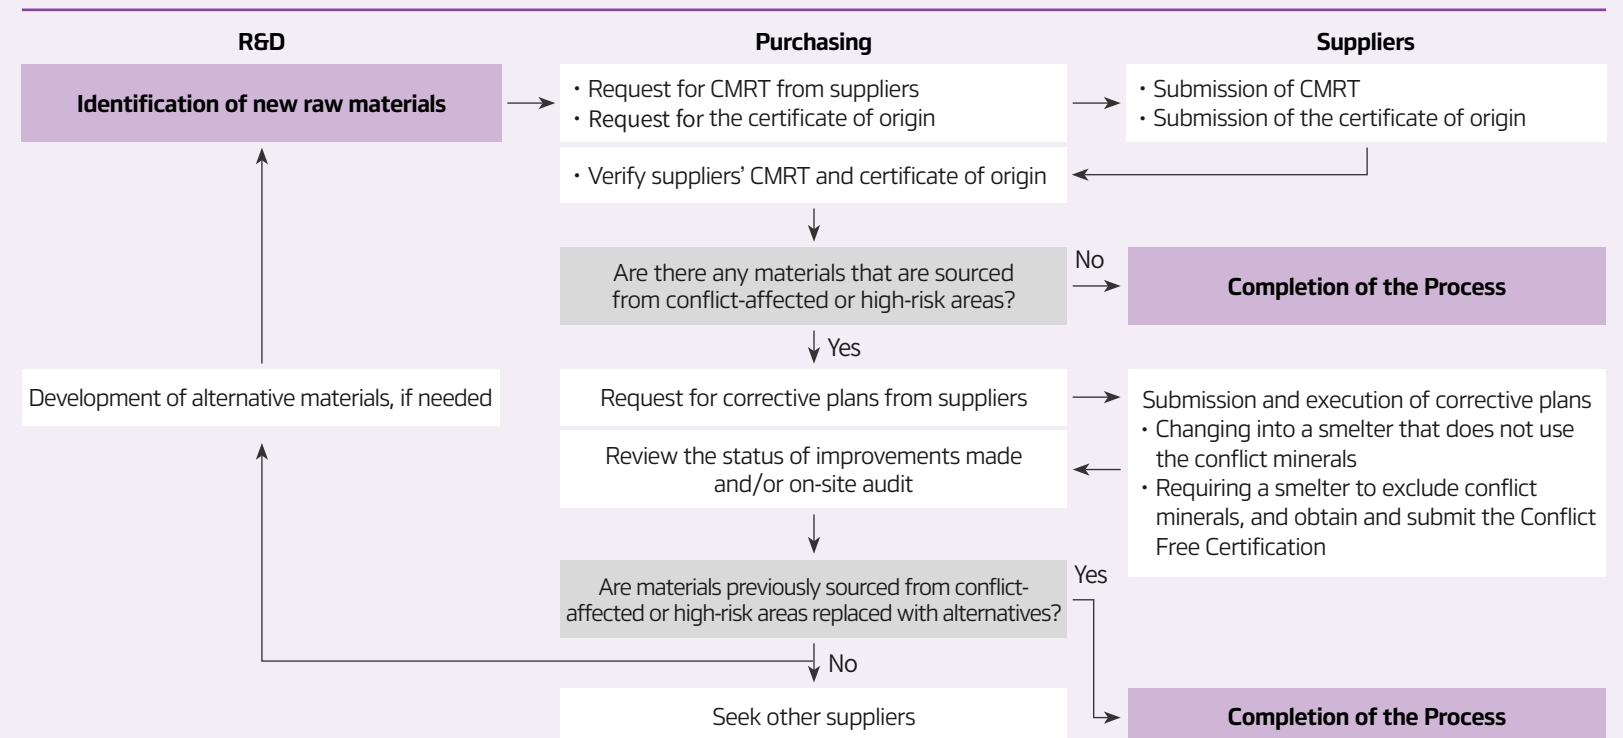 R&D
Purchasing
Suppliers
Identification of new raw materials
・Request for CMRT from suppliers
・Request for the certificate of origin
・Submission of CMRT
・Submission of the certificate of origin
・Verify suppliers’ CMRT and certificate of origin
Are there any materials that are sourced
from conflict-affected or high-risk areas?
No
Completion of the Process
Yes
Development of alternative materials, if needed
Request for corrective plans from suppliers
Submission and execution of corrective plans
・Changing into a smelter that does not use
the conflict minerals
・Requiring a smelter to exclude conflict
minerals, and obtain and submit the Conflict
Free Certification
Review the status of improvements made
and/or on-site audit
Are materials previously sourced from conflict-
affected or high-risk areas replaced with alternatives?
Yes
No
Seek other suppliers
Completion of the Process